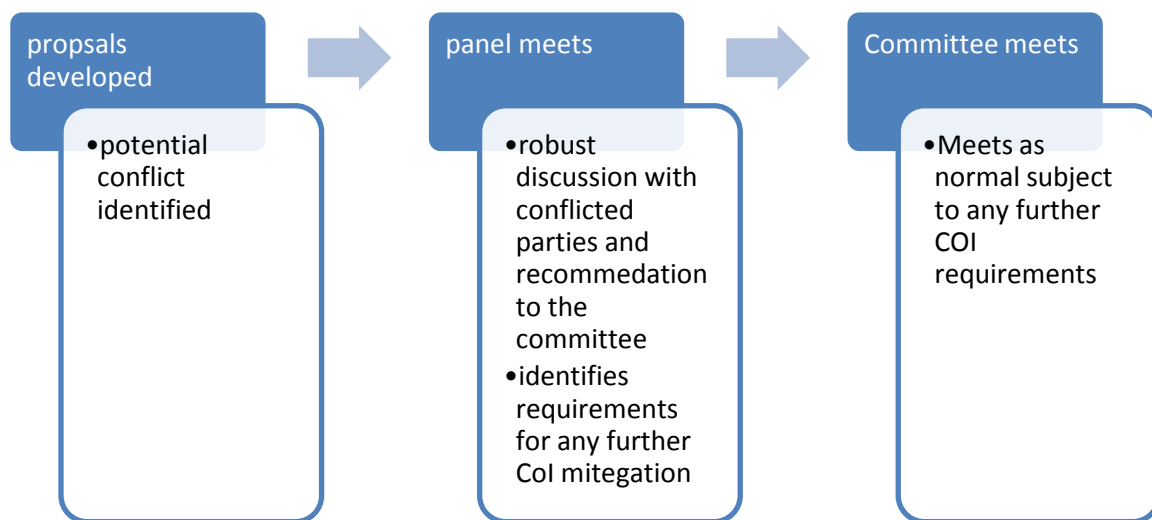 propsals
developed
•potential
conflict
identified
panel meets
•robust
discussion with
conflicted
parties and
recommedation
to the
committee
•identifies
requirements
for any further
CoI mitegation
Committee meets
•Meets as
normal subject
to any further
COI
requirements